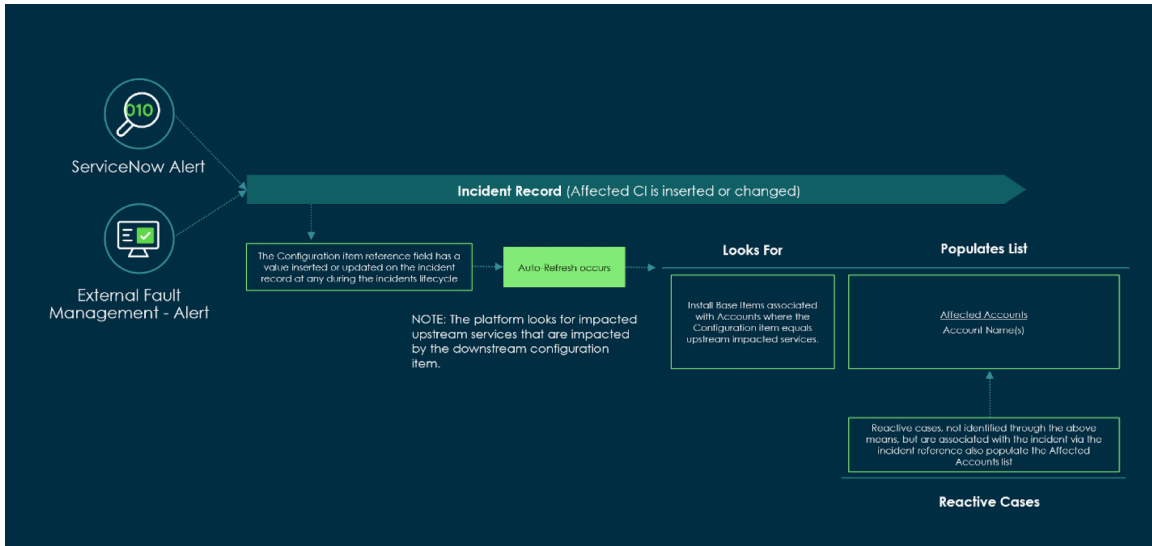 010
ServiceNow Alert
External Fault
Management - Alert
Incident Record (Affected CI is inserted or changed)
The Configuration item reference field has a
value inserted or updated on the incident
record at any during the incidents lifecycle
Auto-Refresh occurs
NOTE: The platform looks for impacted
upstream services that are impacted
by the downstream configuration
item.
Looks For
Install Base Items associated
with Accounts where the
Configuration item equals
upstream impacted services.
Populates List
Affected Accounts
Account Name(s)
Reactive cases, not identified through the above
means, but are associated with the incident via the
incident reference also populate the Affected
Accounts list
Reactive Cases